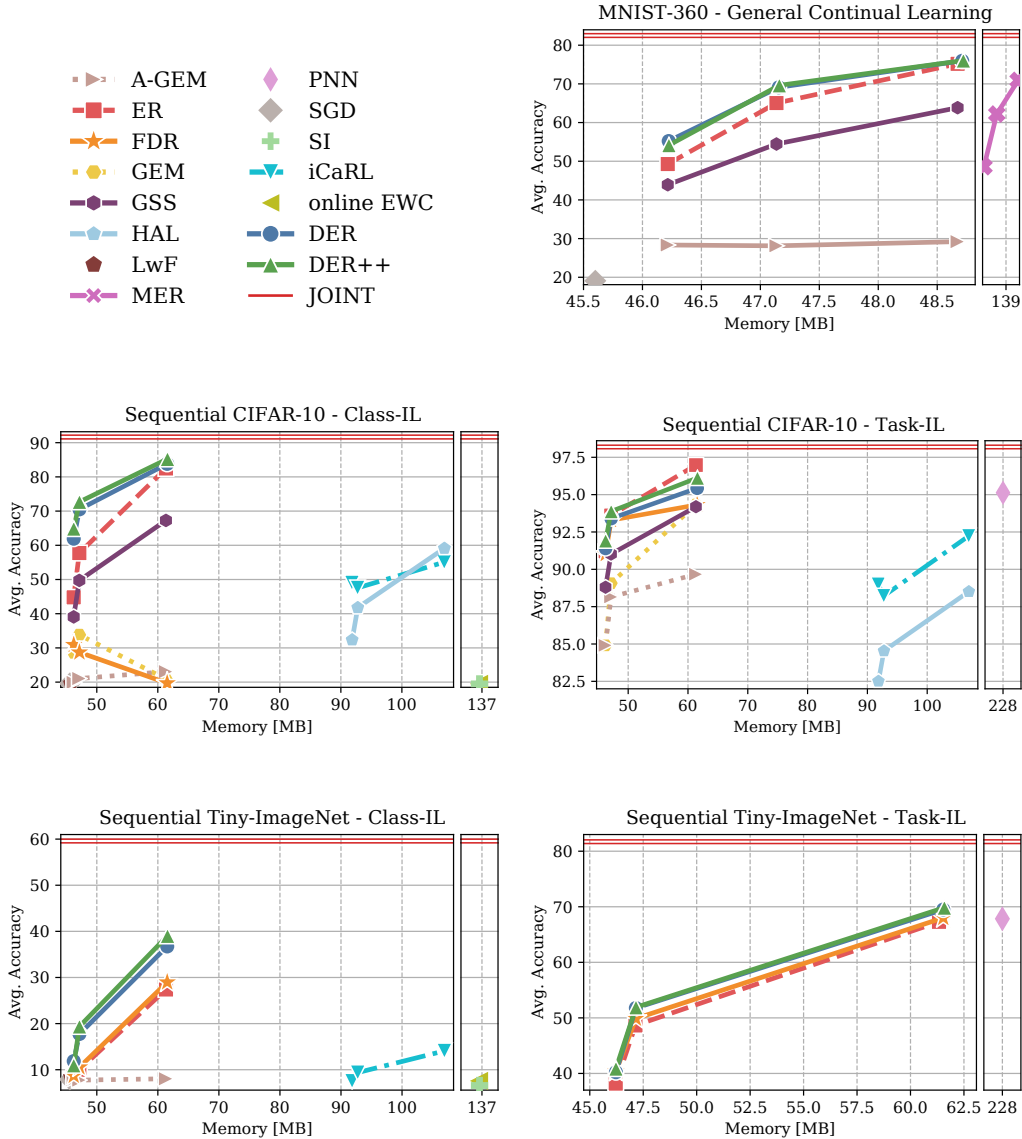 MNIST-360 - General Continual Learning
A-GEM
ER
FDR
GEM
GSS
HAL
LwF
MER
PNN
SGD
SI
iCaRL
online EWC
DER
DER++
JOINT
Avg. Accuracy
80
70
60
50
40
30
20
45.5 46.0 46.5 47.0 47.5 48.0 48.5 139
Memory [MB]
Sequential CIFAR-10 - Class-IL
Avg. Accuracy
90
80
70
60
50
40
30
20
50 60 70 80 90 100 137
Memory [MB]
Sequential CIFAR-10 - Task-IL
Avg. Accuracy
97.5
95.0
92.5
90.0
87.5
85.0
82.5
50 60 70 80 90 100 228
Memory [MB]
Sequential Tiny-ImageNet - Class-IL
Avg. Accuracy
60
50
40
30
20
10
50 60 70 80 90 100 137
Memory [MB]
Sequential Tiny-ImageNet - Task-IL
Avg. Accuracy
80
70
60
50
40
45.0 47.5 50.0 52.5 55.0 57.5 60.0 62.5 228
Memory [MB]